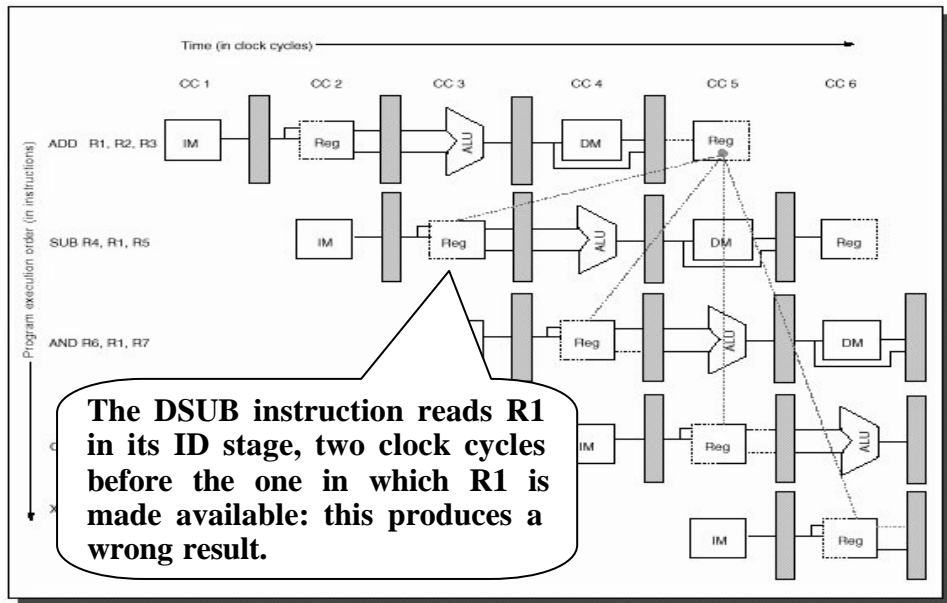 Time (in clock cycles)
CC 1 CC 2 CC 3 CC 4 CC 5 CC 6
Program execution order (in instructions)
ADD R1, R2, R3 IM Reg ALU DM Reg
SUB R4, R1, R5 IM Reg ALU DM Reg
AND R6, R1, R7 Reg ALU DM
IM Reg ALU
IM Reg
The DSUB instruction reads R1
in its ID stage, two clock cycles
before the one in which R1 is
made available: this produces a
wrong result.